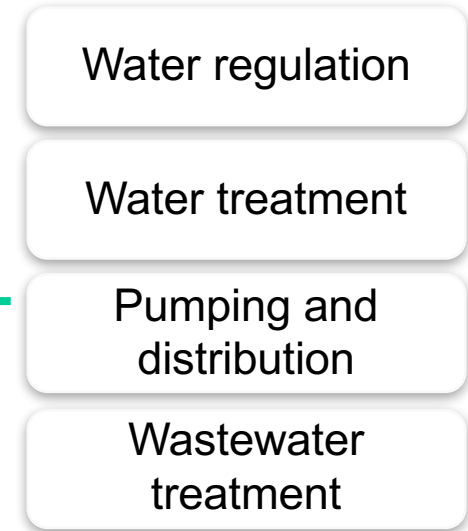 Water regulation
Water treatment
Pumping and
distribution
Wastewater
treatment